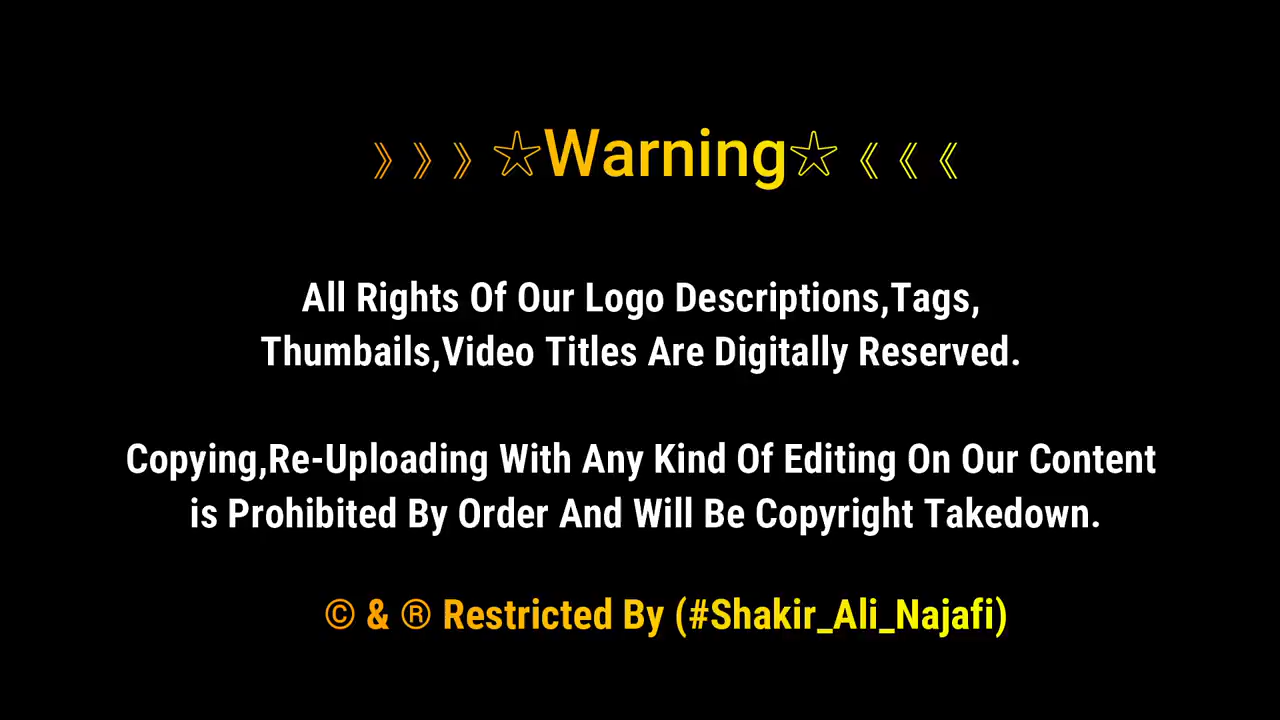 》》》☆Warning☆《《《
All Rights Of Our Logo Descriptions,Tags,
Thumbails,Video Titles Are Digitally Reserved.
Copying,Re-Uploading With Any Kind Of Editing On Our Content
is Prohibited By Order And Will Be Copyright Takedown.
© & ® Restricted By (#Shakir_Ali_Najafi)